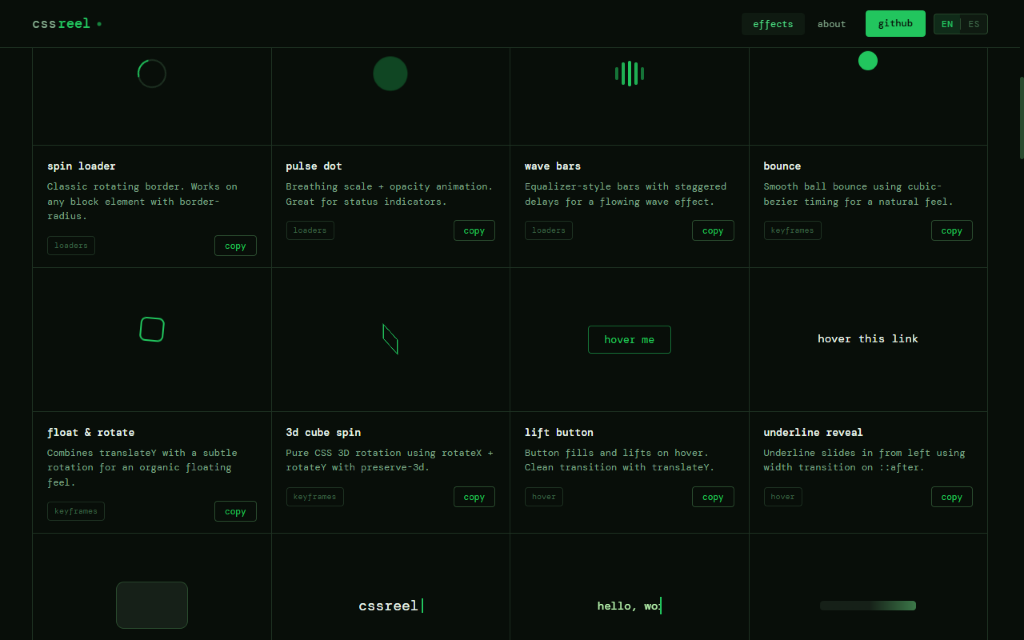 cssreel
effects
about
github
EN
ES
spin loader
Classic rotating border. Works on
any block element with border-
radius.
loaders
copy
pulse dot
Breathing scale + opacity animation.
Great for status indicators.
loaders
copy
wave bars
Equalizer-style bars with staggered
delays for a flowing wave effect.
loaders
copy
bounce
Smooth ball bounce using cubic-
bezier timing for a natural feel.
keyframes
copy
hover me
hover this link
float & rotate
Combines translateY with a subtle
rotation for an organic floating
feel.
keyframes
copy
3d cube spin
Pure CSS 3D rotation using rotateX +
rotateY with preserve-3d.
keyframes
copy
lift button
Button fills and lifts on hover.
Clean transition with translateY.
hover
copy
underline reveal
Underline slides in from left using
width transition on ::after.
hover
copy
cssreel
hello, wo